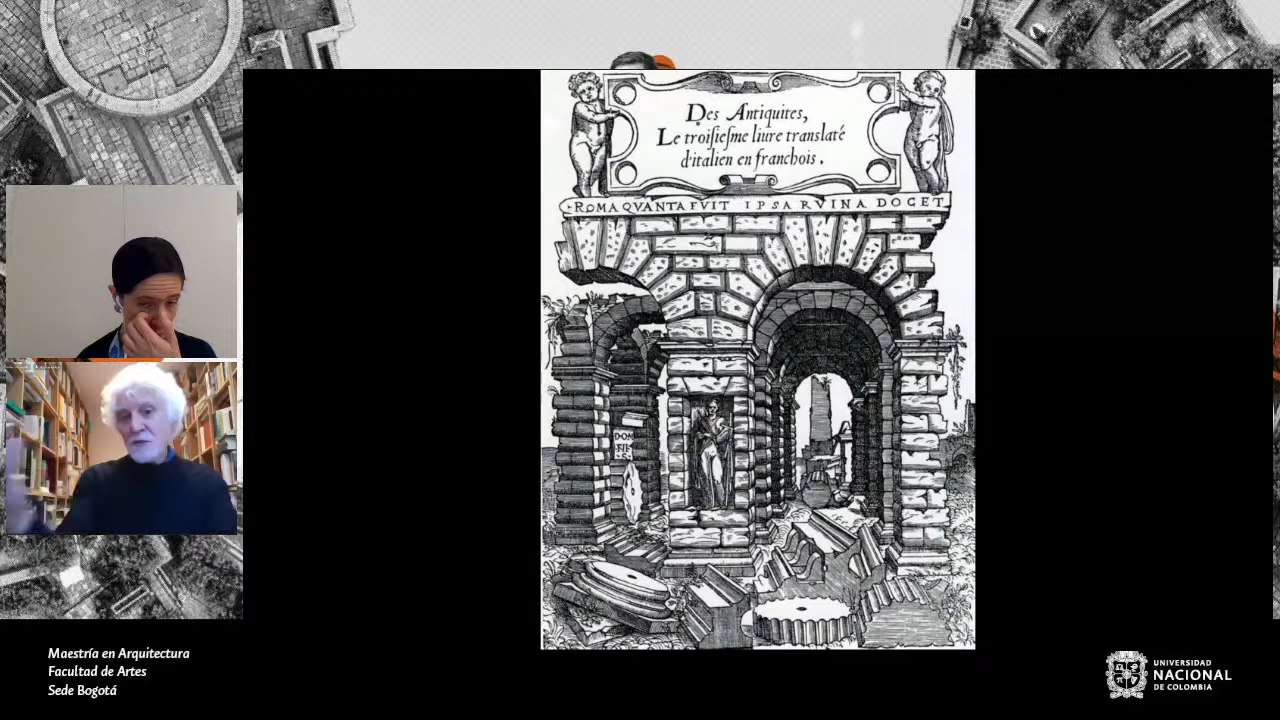 Des Antiquites,
Le troisiesme liure translaté
d'italien en franchois.
ROMA QVANTA FVIT IPSA RVINA DOCET
DON
Maestría en Arquitectura
Facultad de Artes
Sede Bogotá
UNIVERSIDAD
NACIONAL
DE COLOMBIA